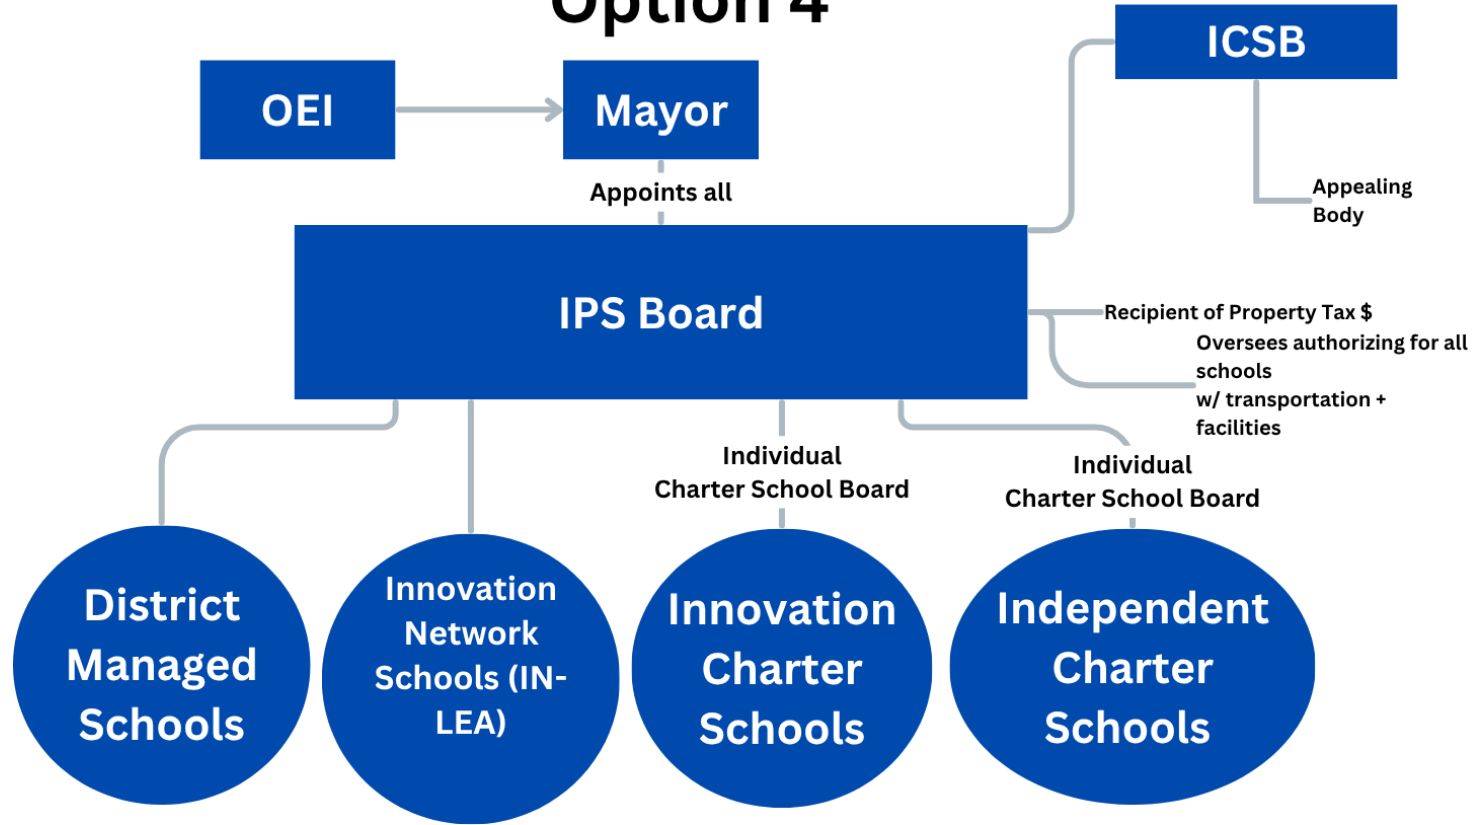 Option 4
ICSB
OEI
Mayor
Appoints all
Appealing
Body
IPS Board
Recipient of Property Tax $
Oversees authorizing for all
schools
w/ transportation +
facilities
Individual
Charter School Board
Individual
Charter School Board
District
Managed
Schools
Innovation
Network
Schools (IN-
LEA)
Innovation
Charter
Schools
Independent
Charter
Schools